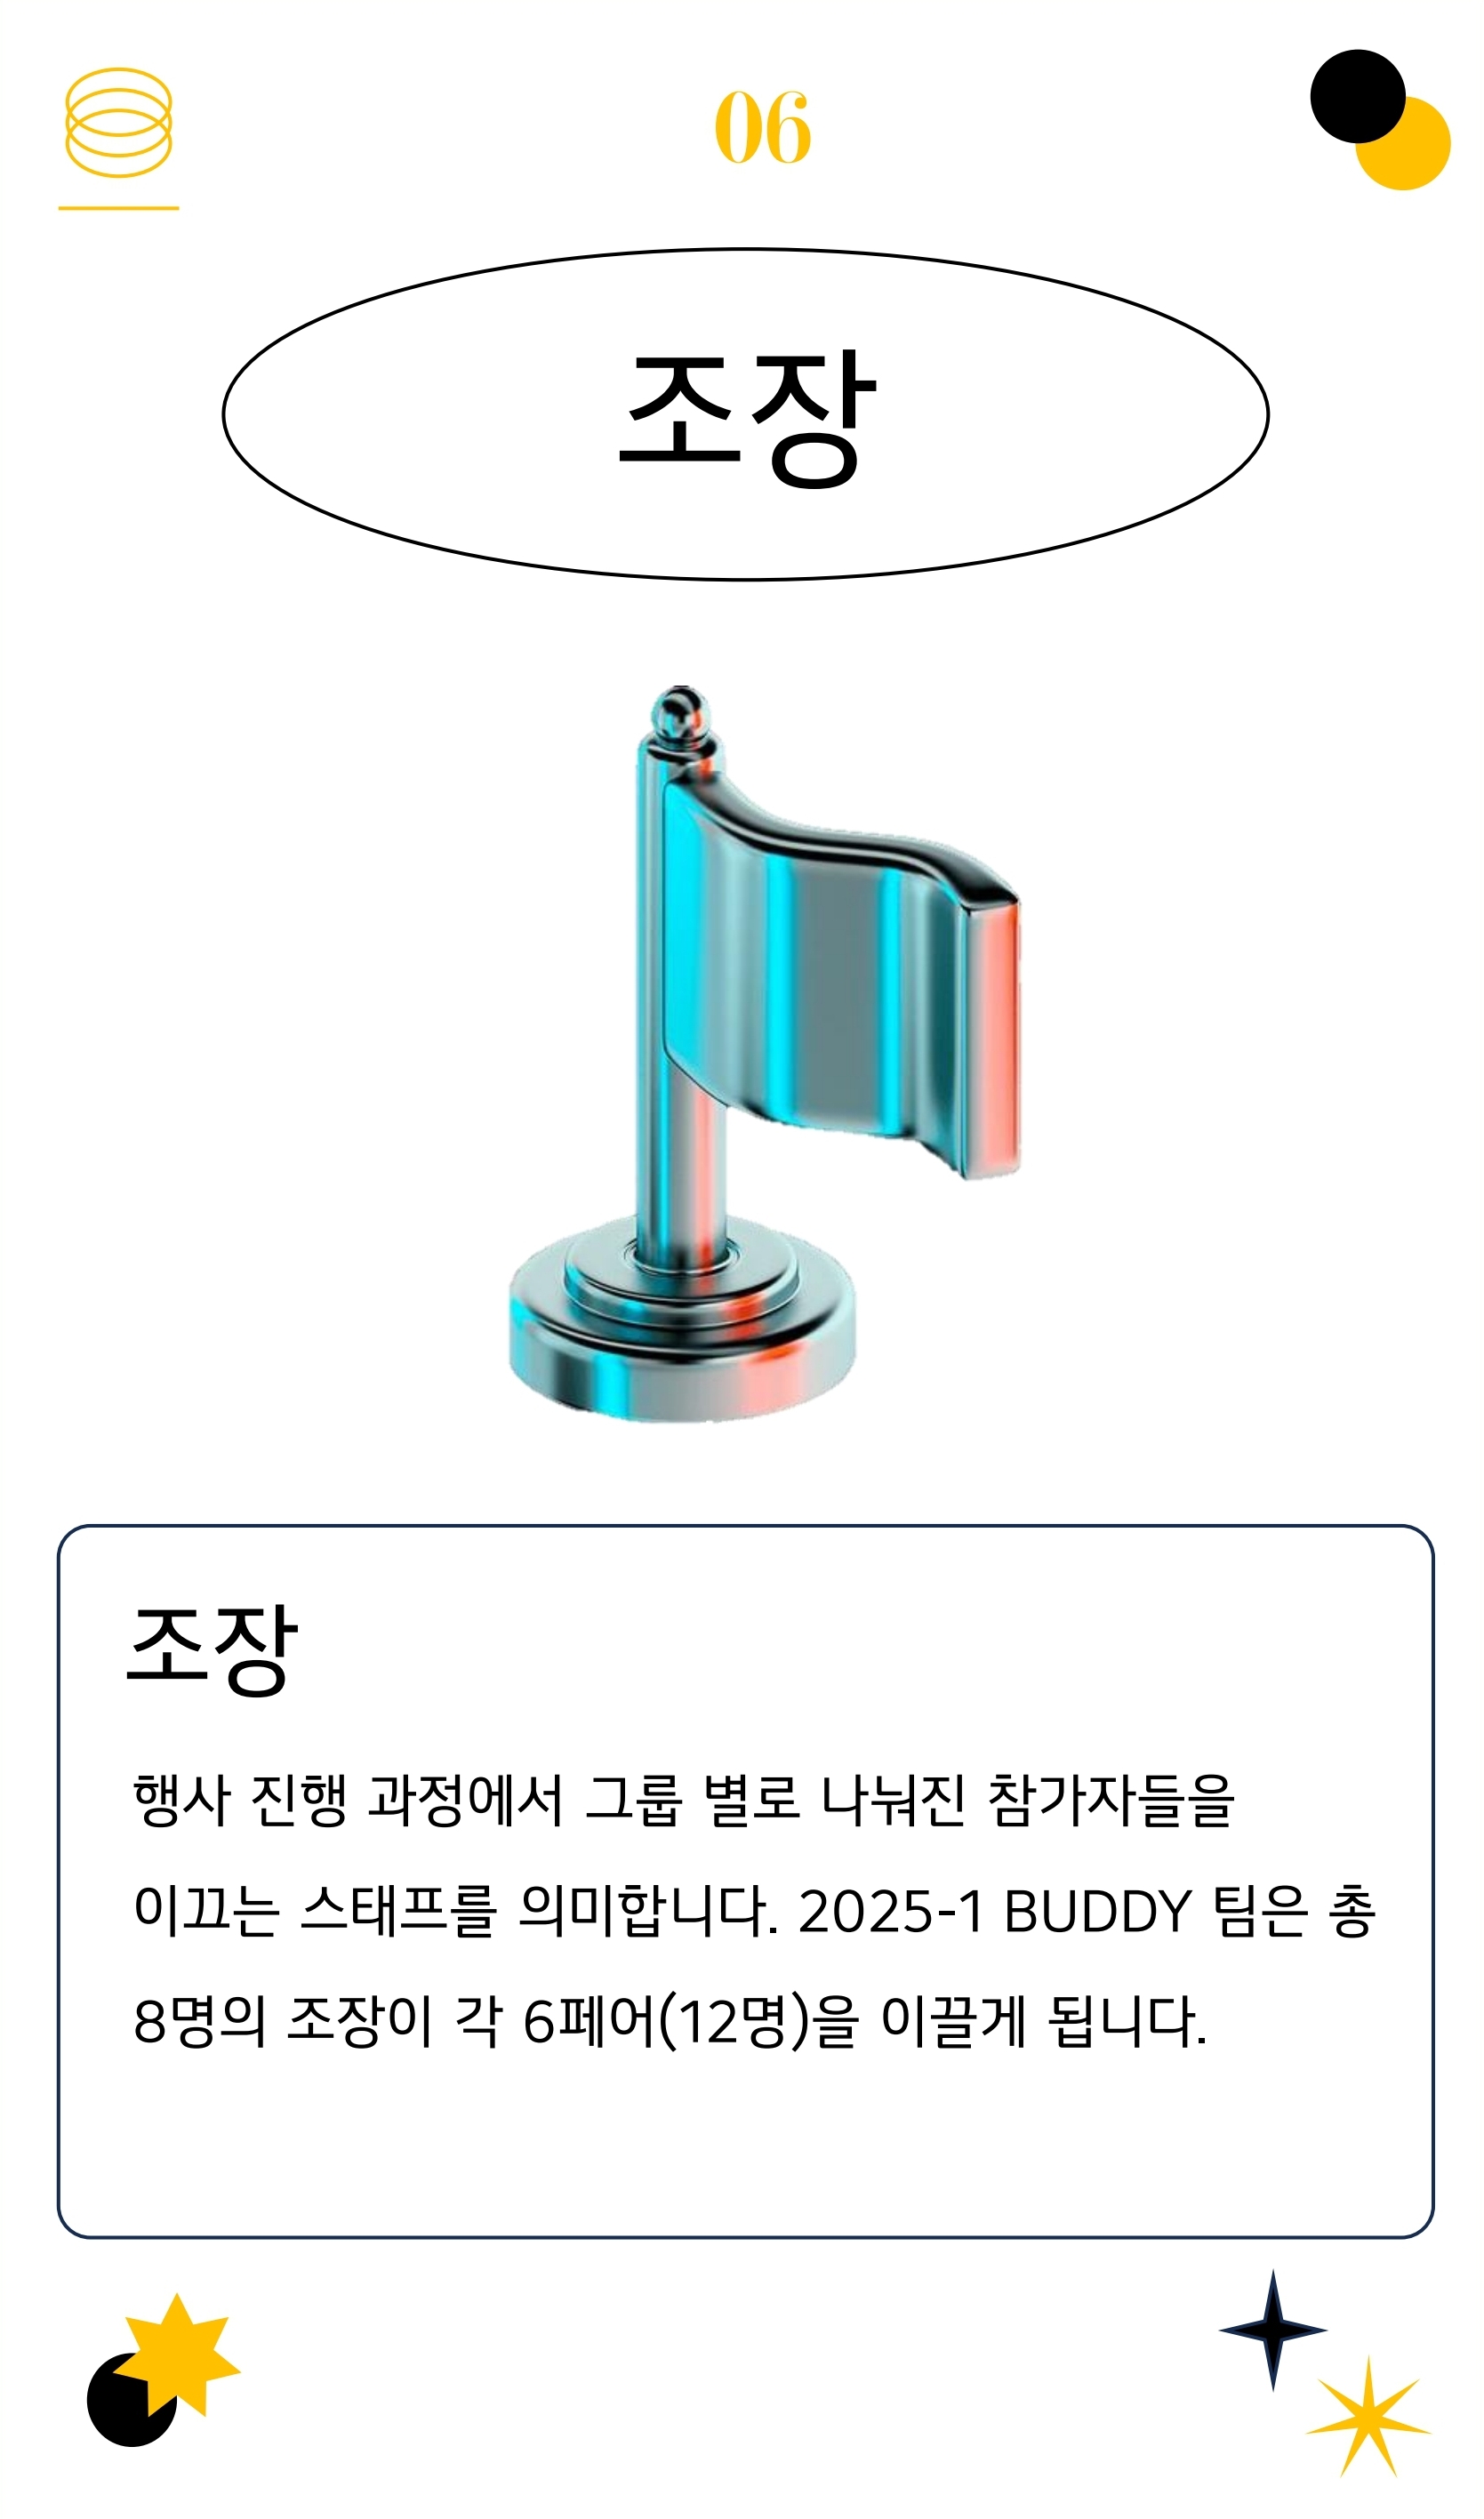 06
조장
조장
행사 진행 과정에서 그룹 별로 나눠진 참가자들을
이끄는 스태프를 의미합니다. 2025-1 BUDDY 팀은 총
8명의 조장이 각 6페어(12명)을 이끌게 됩니다.